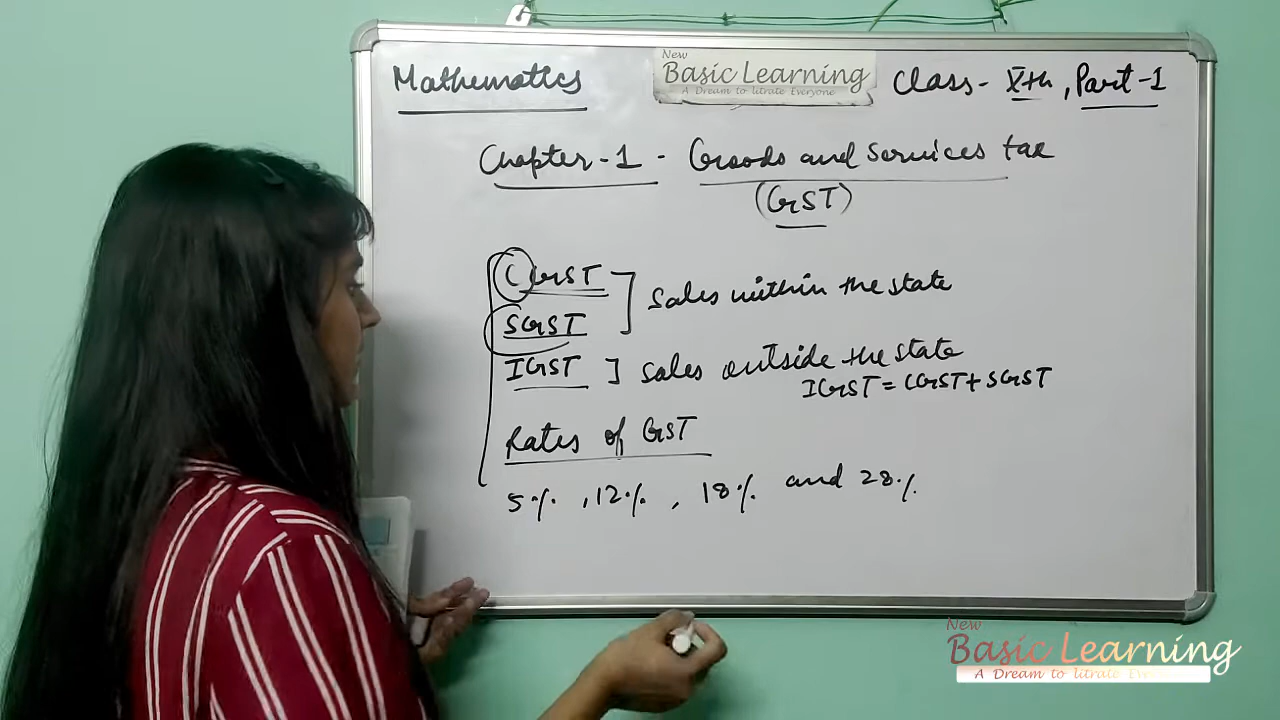 Mathematics
New
Basic Learning
A Dream to litrate Everyone
Class- Xth, Part-1
Chapter-1 - Goods and Services tax
(GST)
CGST
SGST
] Sales within the state
IGST ] sales outside the state
IGST = CGST + SGST
Rates of GST
5%, 12%, 18% and 28%
New
Basic Learning
A Dream to litrate